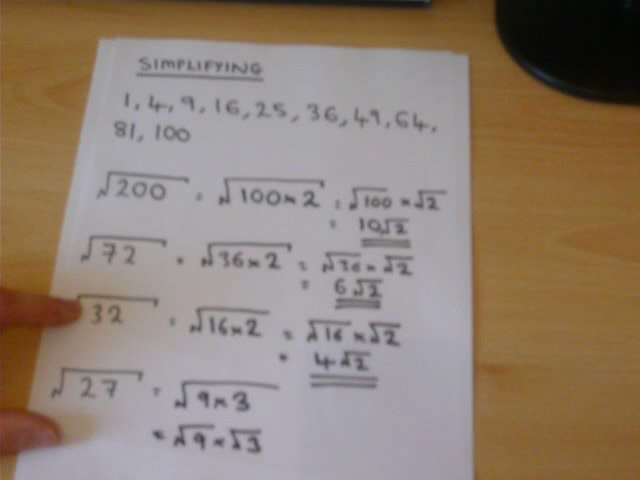 SIMPLIFYING
1, 4, 9, 16, 25, 36, 49, 64,
81, 100
√200 = √100×2 = √100 × √2
= 10√2
√72 = √36×2 = √36 × √2
= 6√2
√32 = √16×2 = √16 × √2
= 4√2
√27 = √9×3
= √9 × √3